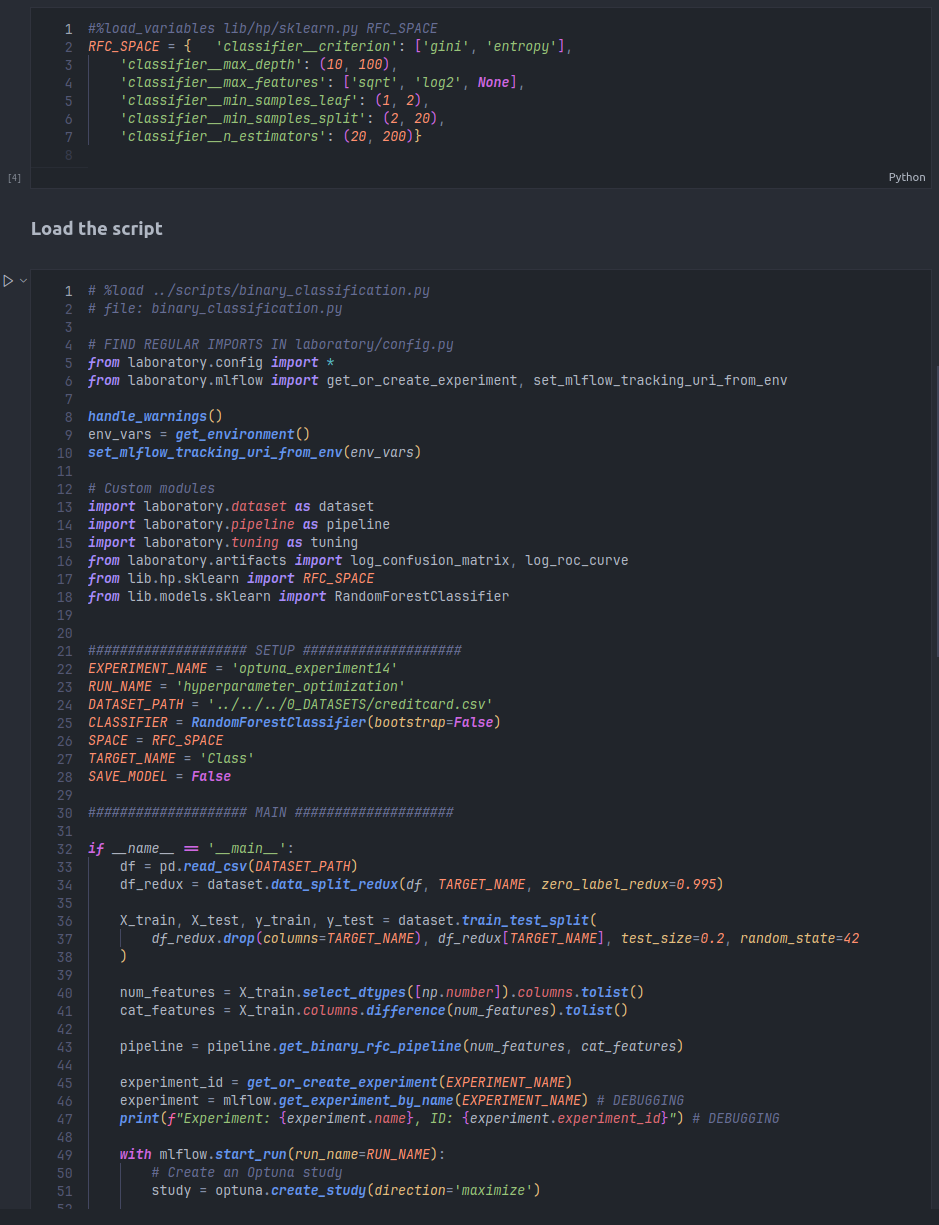 1 #%load_variables lib/hp/sklearn.py RFC_SPACE
2 RFC_SPACE = {   'classifier__criterion': ['gini', 'entropy'],
3     'classifier__max_depth': (10, 100),
4     'classifier__max_features': ['sqrt', 'log2', None],
5     'classifier__min_samples_leaf': (1, 2),
6     'classifier__min_samples_split': (2, 20),
7     'classifier__n_estimators': (20, 200)}
8
[4] Python
Load the script
1 # %load ../scripts/binary_classification.py
2 # file: binary_classification.py
3
4 # FIND REGULAR IMPORTS IN laboratory/config.py
5 from laboratory.config import *
6 from laboratory.mlflow import get_or_create_experiment, set_mlflow_tracking_uri_from_env
7
8 handle_warnings()
9 env_vars = get_environment()
10 set_mlflow_tracking_uri_from_env(env_vars)
11
12 # Custom modules
13 import laboratory.dataset as dataset
14 import laboratory.pipeline as pipeline
15 import laboratory.tuning as tuning
16 from laboratory.artifacts import log_confusion_matrix, log_roc_curve
17 from lib.hp.sklearn import RFC_SPACE
18 from lib.models.sklearn import RandomForestClassifier
19
20
21 #################### SETUP ####################
22 EXPERIMENT_NAME = 'optuna_experiment14'
23 RUN_NAME = 'hyperparameter_optimization'
24 DATASET_PATH = '../../../0_DATASETS/creditcard.csv'
25 CLASSIFIER = RandomForestClassifier(bootstrap=False)
26 SPACE = RFC_SPACE
27 TARGET_NAME = 'Class'
28 SAVE_MODEL = False
29
30 #################### MAIN ####################
31
32 if __name__ == '__main__':
33     df = pd.read_csv(DATASET_PATH)
34     df_redux = dataset.data_split_redux(df, TARGET_NAME, zero_label_redux=0.995)
35
36     X_train, X_test, y_train, y_test = dataset.train_test_split(
37         df_redux.drop(columns=TARGET_NAME), df_redux[TARGET_NAME], test_size=0.2, random_state=42
38     )
39
40     num_features = X_train.select_dtypes([np.number]).columns.tolist()
41     cat_features = X_train.columns.difference(num_features).tolist()
42
43     pipeline = pipeline.get_binary_rfc_pipeline(num_features, cat_features)
44
45     experiment_id = get_or_create_experiment(EXPERIMENT_NAME)
46     experiment = mlflow.get_experiment_by_name(EXPERIMENT_NAME) # DEBUGGING
47     print(f"Experiment: {experiment.name}, ID: {experiment.experiment_id}") # DEBUGGING
48
49     with mlflow.start_run(run_name=RUN_NAME):
50         # Create an Optuna study
51         study = optuna.create_study(direction='maximize')
52